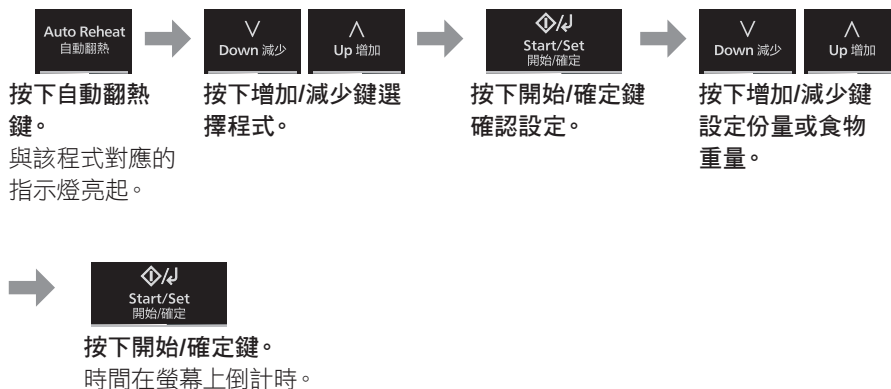 Auto Reheat
自動翻熱
Down 減少
Up 增加
Start/Set
開始/確定
Down 減少
Up 增加
按下自動翻熱
鍵。
與該程式對應的
指示燈亮起。
按下增加/減少鍵選
擇程式。
按下開始/確定鍵
確認設定。
按下增加/減少鍵
設定份量或食物
重量。
Start/Set
開始/確定
按下開始/確定鍵。
時間在螢幕上倒計時。